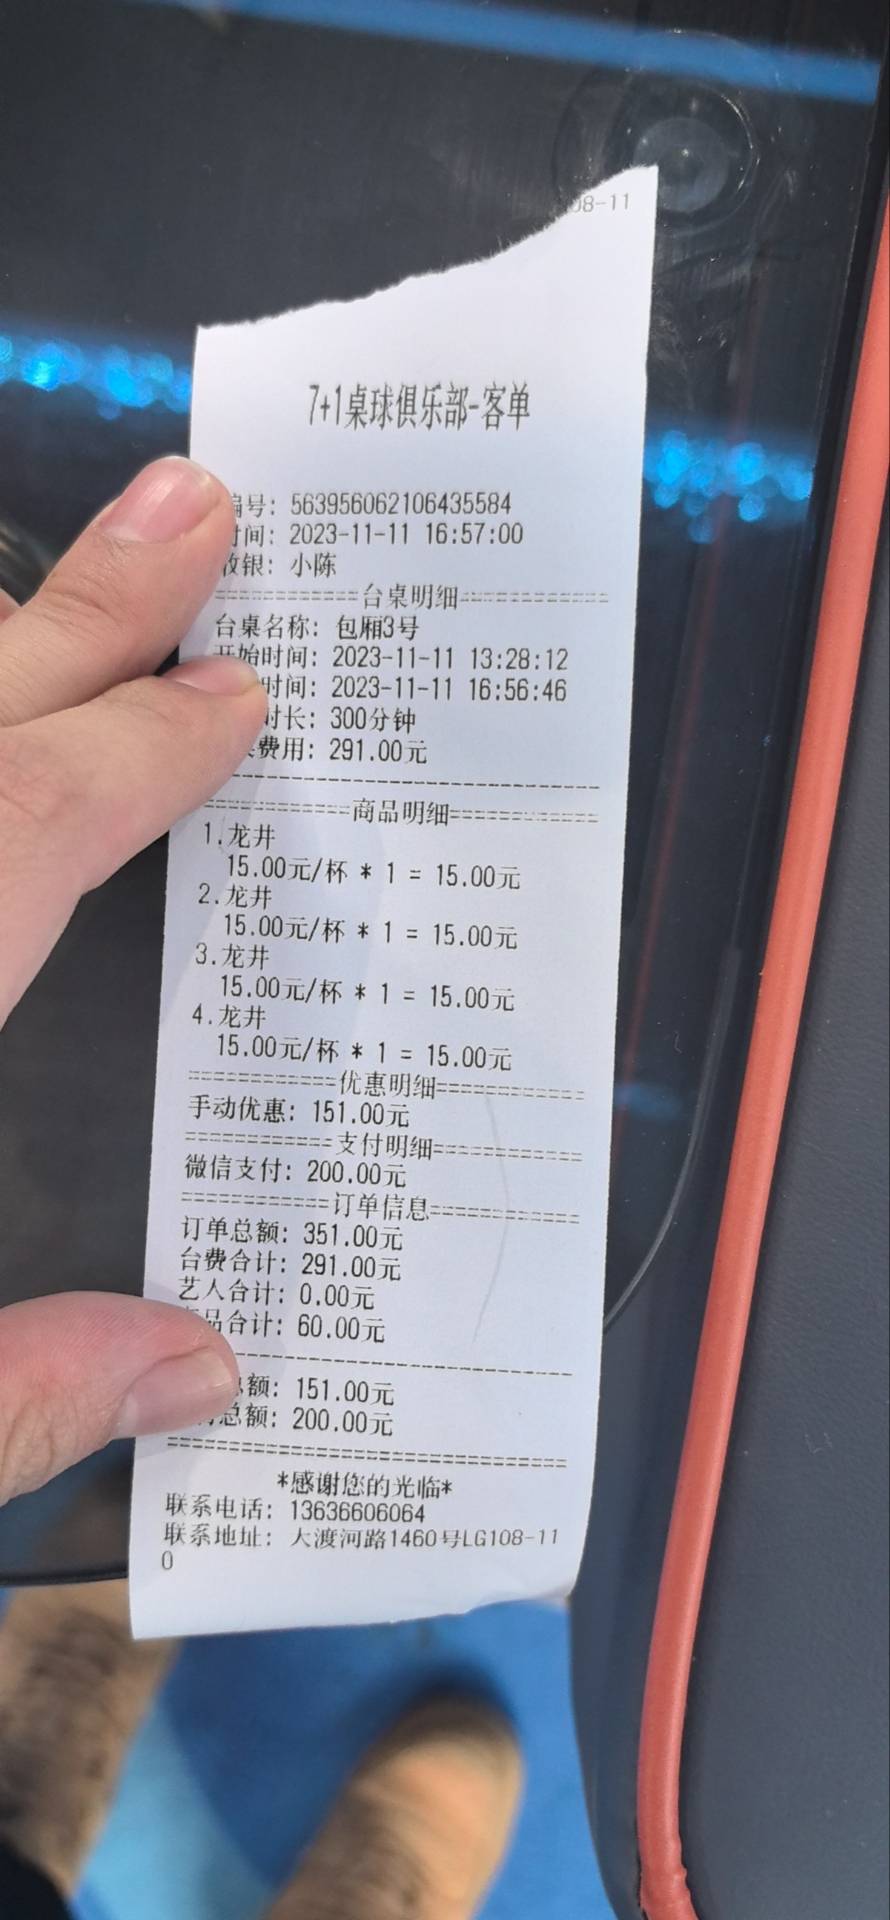 08-11
7+1桌球俱乐部-客单
编号: 563956062106435584
时间: 2023-11-11 16:57:00
收银: 小陈
============台桌明细============
台桌名称: 包厢3号
开始时间: 2023-11-11 13:28:12
时间: 2023-11-11 16:56:46
时长: 300分钟
费用: 291.00元
============商品明细============
1.龙井
15.00元/杯 * 1 = 15.00元
2.龙井
15.00元/杯 * 1 = 15.00元
3.龙井
15.00元/杯 * 1 = 15.00元
4.龙井
15.00元/杯 * 1 = 15.00元
============优惠明细============
手动优惠: 151.00元
============支付明细============
微信支付: 200.00元
============订单信息============
订单总额: 351.00元
台费合计: 291.00元
艺人合计: 0.00元
品合计: 60.00元
总额: 151.00元
总额: 200.00元
*感谢您的光临*
联系电话: 13636606064
联系地址: 大渡河路1460号LG108-11
0